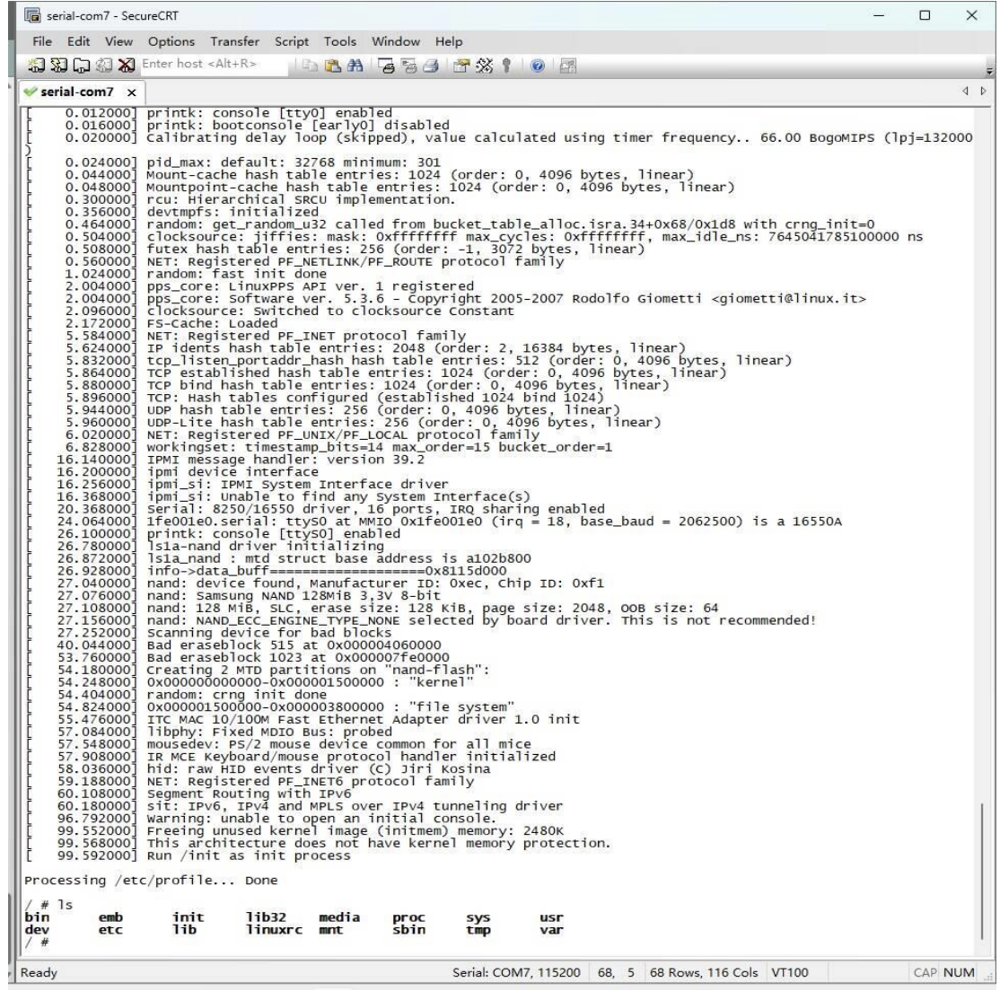 serial-com7 - SecureCRT
File Edit View Options Transfer Script Tools Window Help
Enter host <Alt+R>
serial-com7 x
[ 0.012000] printk: console [tty0] enabled
[ 0.016000] printk: bootconsole [early0] disabled
[ 0.020000] Calibrating delay loop (skipped), value calculated using timer frequency.. 66.00 BogoMIPS (lpj=132000
)
[ 0.024000] pid_max: default: 32768 minimum: 301
[ 0.044000] Mount-cache hash table entries: 1024 (order: 0, 4096 bytes, linear)
[ 0.048000] Mountpoint-cache hash table entries: 1024 (order: 0, 4096 bytes, linear)
[ 0.300000] rcu: Hierarchical SRCU implementation.
[ 0.356000] devtmpfs: initialized
[ 0.464000] random: get_random_u32 called from bucket_table_alloc.isra.34+0x68/0x1d8 with crng_init=0
[ 0.504000] clocksource: jiffies: mask: 0xffffffff max_cycles: 0xffffffff, max_idle_ns: 7645041785100000 ns
[ 0.508000] futex hash table entries: 256 (order: -1, 3072 bytes, linear)
[ 0.560000] NET: Registered PF_NETLINK/PF_ROUTE protocol family
[ 1.024000] random: fast init done
[ 2.004000] pps_core: LinuxPPS API ver. 1 registered
[ 2.004000] pps_core: Software ver. 5.3.6 - Copyright 2005-2007 Rodolfo Giometti <giometti@linux.it>
[ 2.096000] clocksource: Switched to clocksource Constant
[ 2.172000] FS-Cache: Loaded
[ 5.584000] NET: Registered PF_INET protocol family
[ 5.624000] IP idents hash table entries: 2048 (order: 2, 16384 bytes, linear)
[ 5.832000] tcp_listen_portaddr_hash hash table entries: 512 (order: 0, 4096 bytes, linear)
[ 5.864000] TCP established hash table entries: 1024 (order: 0, 4096 bytes, linear)
[ 5.880000] TCP bind hash table entries: 1024 (order: 0, 4096 bytes, linear)
[ 5.896000] TCP: Hash tables configured (established 1024 bind 1024)
[ 5.944000] UDP hash table entries: 256 (order: 0, 4096 bytes, linear)
[ 5.960000] UDP-Lite hash table entries: 256 (order: 0, 4096 bytes, linear)
[ 6.020000] NET: Registered PF_UNIX/PF_LOCAL protocol family
[ 6.828000] workingset: timestamp_bits=14 max_order=15 bucket_order=1
[ 16.140000] IPMI message handler: version 39.2
[ 16.200000] ipmi device interface
[ 16.256000] ipmi_si: IPMI System Interface driver
[ 16.368000] ipmi_si: Unable to find any System Interface(s)
[ 20.368000] Serial: 8250/16550 driver, 16 ports, IRQ sharing enabled
[ 24.064000] 1fe001e0.serial: ttyS0 at MMIO 0x1fe001e0 (irq = 18, base_baud = 2062500) is a 16550A
[ 26.100000] printk: console [ttyS0] enabled
[ 26.780000] ls1a-nand driver initializing
[ 26.872000] ls1a_nand : mtd struct base address is a102b800
[ 26.928000] info->data_buff===================0x8115d000
[ 27.040000] nand: device found, Manufacturer ID: 0xec, Chip ID: 0xf1
[ 27.076000] nand: Samsung NAND 128MiB 3,3V 8-bit
[ 27.108000] nand: 128 MiB, SLC, erase size: 128 KiB, page size: 2048, OOB size: 64
[ 27.156000] nand: NAND_ECC_ENGINE_TYPE_NONE selected by board driver. This is not recommended!
[ 27.252000] Scanning device for bad blocks
[ 40.044000] Bad eraseblock 515 at 0x000004060000
[ 53.760000] Bad eraseblock 1023 at 0x000007fe0000
[ 54.180000] Creating 2 MTD partitions on "nand-flash":
[ 54.248000] 0x000000000000-0x000001500000 : "kernel"
[ 54.404000] random: crng init done
[ 54.824000] 0x000001500000-0x000003800000 : "file system"
[ 55.476000] ITC MAC 10/100M Fast Ethernet Adapter driver 1.0 init
[ 57.084000] libphy: Fixed MDIO Bus: probed
[ 57.548000] mousedev: PS/2 mouse device common for all mice
[ 57.908000] IR MCE Keyboard/mouse protocol handler initialized
[ 58.036000] hid: raw HID events driver (C) Jiri Kosina
[ 59.188000] NET: Registered PF_INET6 protocol family
[ 60.108000] Segment Routing with IPv6
[ 60.180000] sit: IPv6, IPv4 and MPLS over IPv4 tunneling driver
[ 96.792000] Warning: unable to open an initial console.
[ 99.552000] Freeing unused kernel image (initmem) memory: 2480K
[ 99.568000] This architecture does not have kernel memory protection.
[ 99.592000] Run /init as init process
Processing /etc/profile... Done
/ # ls
bin emb init lib32 media proc sys usr
dev etc lib linuxrc mnt sbin tmp var
/ #
Ready Serial: COM7, 115200 68, 5 68 Rows, 116 Cols VT100 CAP NUM